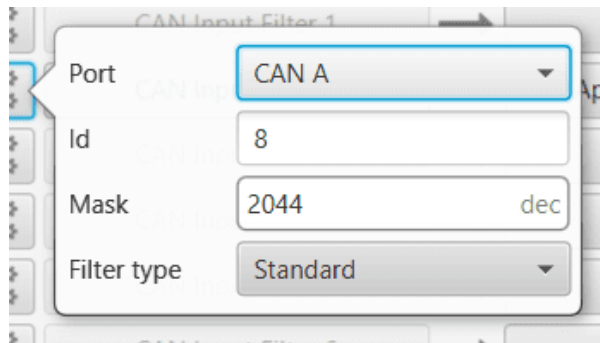 CAN Input Filter 1
Port
CAN A
Id
8
Mask
2044
dec
Filter type
Standard